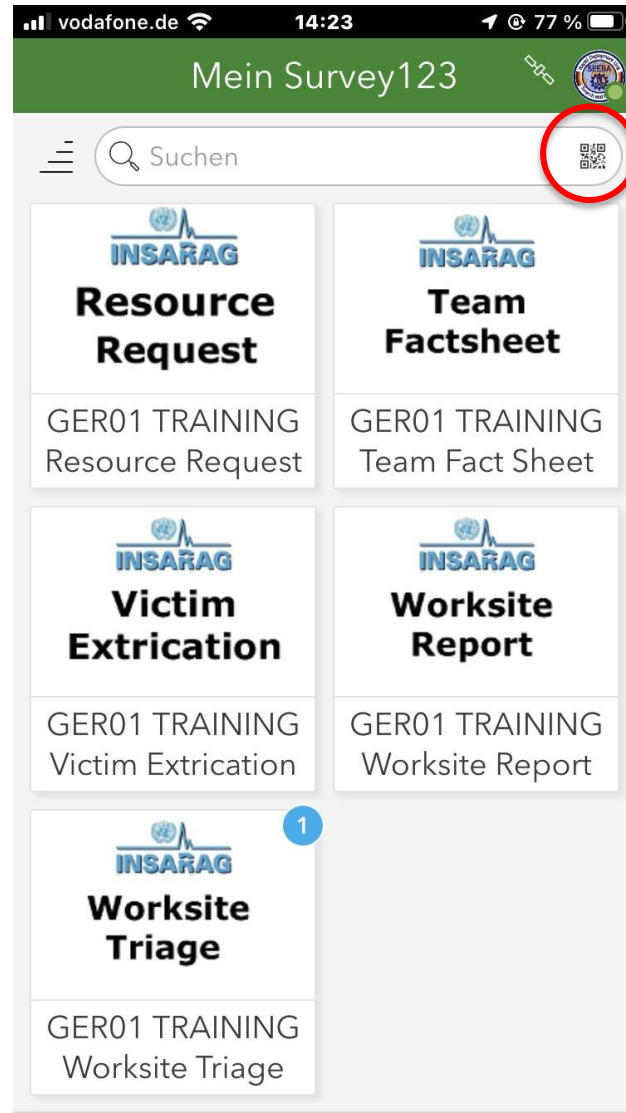 vodafone.de 14:23 77 %
Mein Survey123
SEEBA
Suchen
INSARAG
Resource
Request
GER01 TRAINING
Resource Request
INSARAG
Team
Factsheet
GER01 TRAINING
Team Fact Sheet
INSARAG
Victim
Extrication
GER01 TRAINING
Victim Extrication
INSARAG
Worksite
Report
GER01 TRAINING
Worksite Report
1
INSARAG
Worksite
Triage
GER01 TRAINING
Worksite Triage